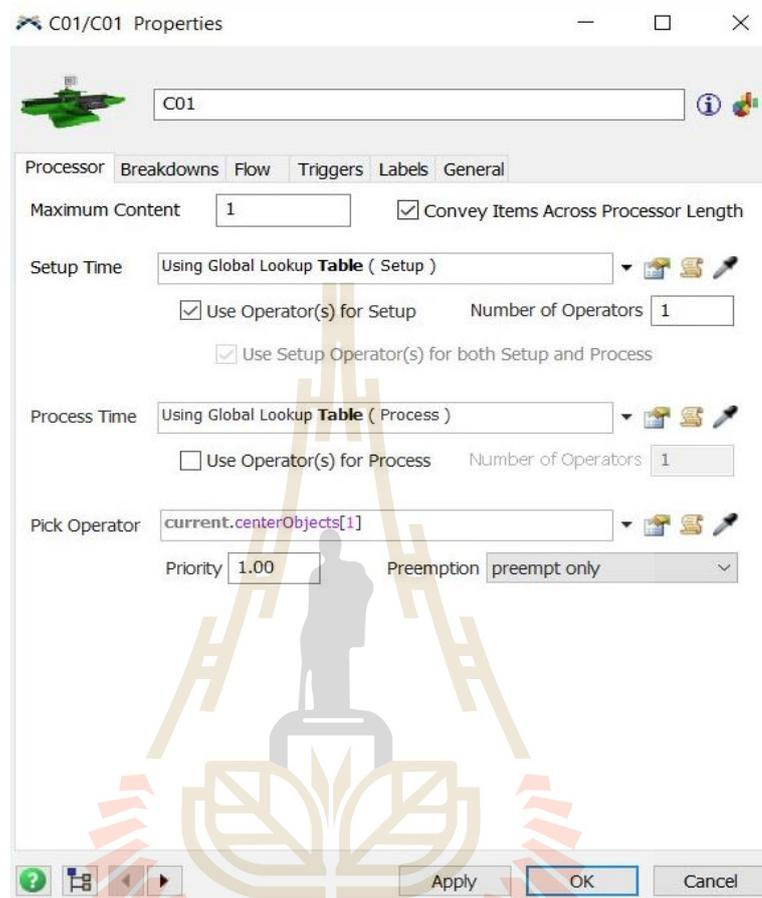 C01/C01 Properties
C01
Processor Breakdowns Flow Triggers Labels General
Maximum Content 1 Convey Items Across Processor Length
Setup Time Using Global Lookup Table ( Setup )
Use Operator(s) for Setup Number of Operators 1
Use Setup Operator(s) for both Setup and Process
Process Time Using Global Lookup Table ( Process )
Use Operator(s) for Process Number of Operators 1
Pick Operator current.centerObjects[1]
Priority 1.00 Preemption preempt only
Apply OK Cancel